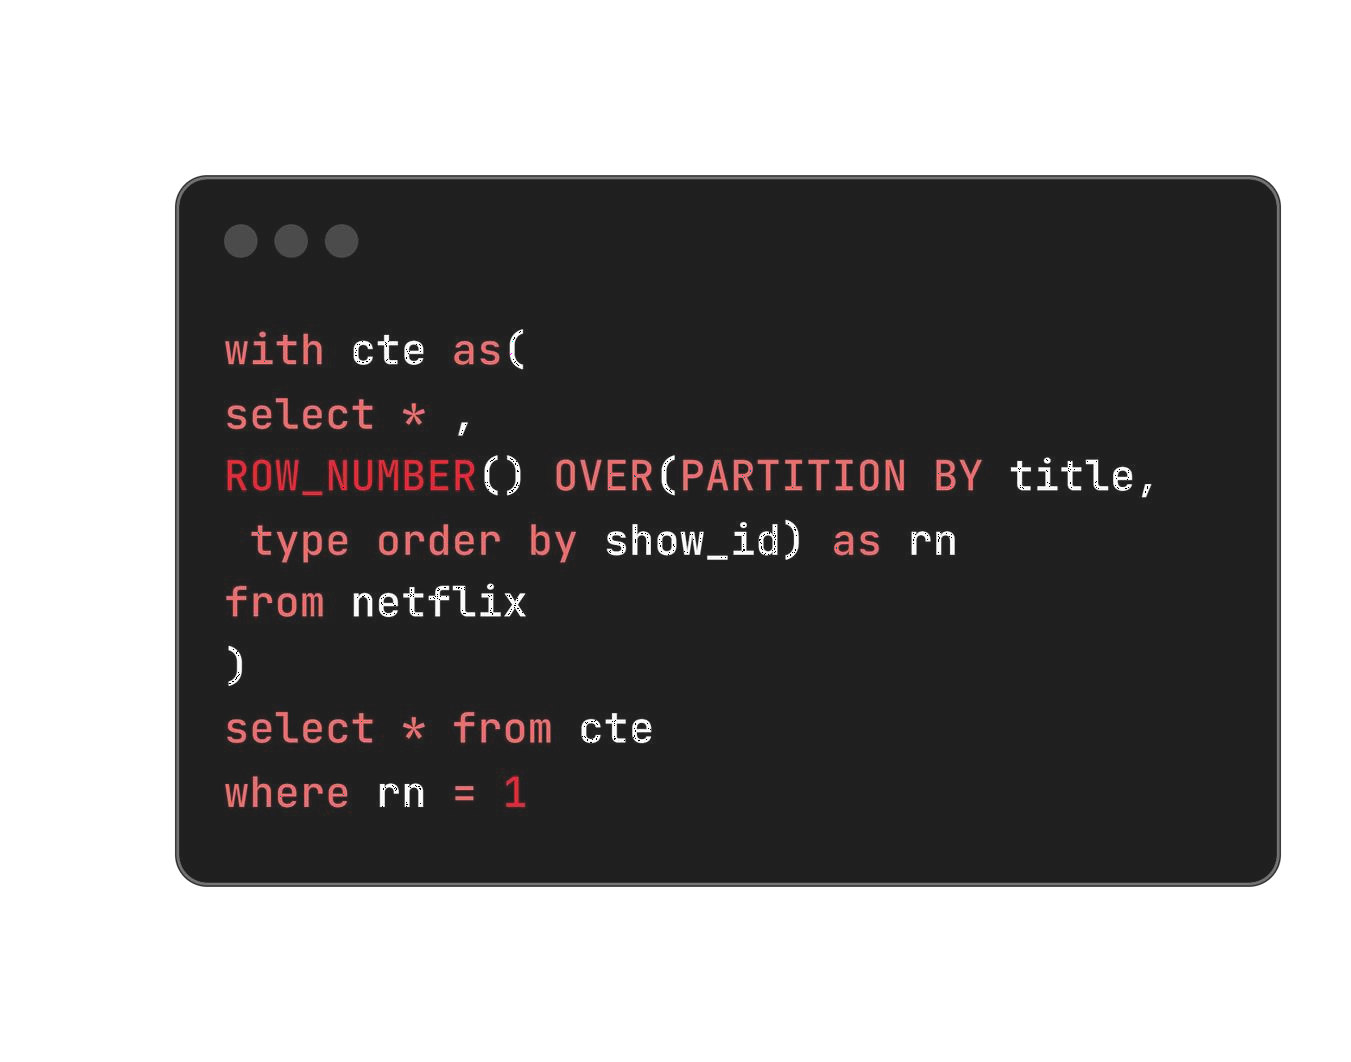 with cte as(
select * ,
ROW_NUMBER() OVER(PARTITION BY title,
 type order by show_id) as rn
from netflix
)
select * from cte
where rn = 1